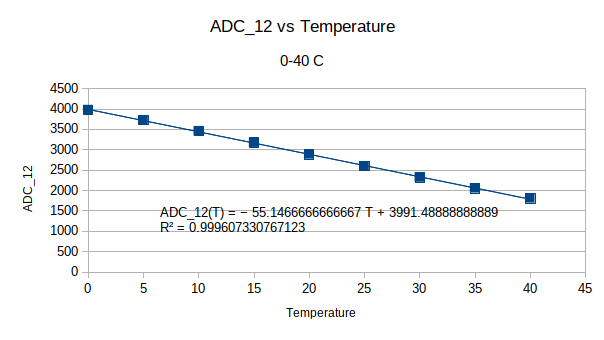 ADC_12 vs Temperature
0-40 C
4500
4000
3500
3000
2500
2000
1500
1000
500
0
ADC_12
ADC_12(T) = − 55.1466666666667 T + 3991.48888888889
R² = 0.999607330767123
0 5 10 15 20 25 30 35 40 45
Temperature